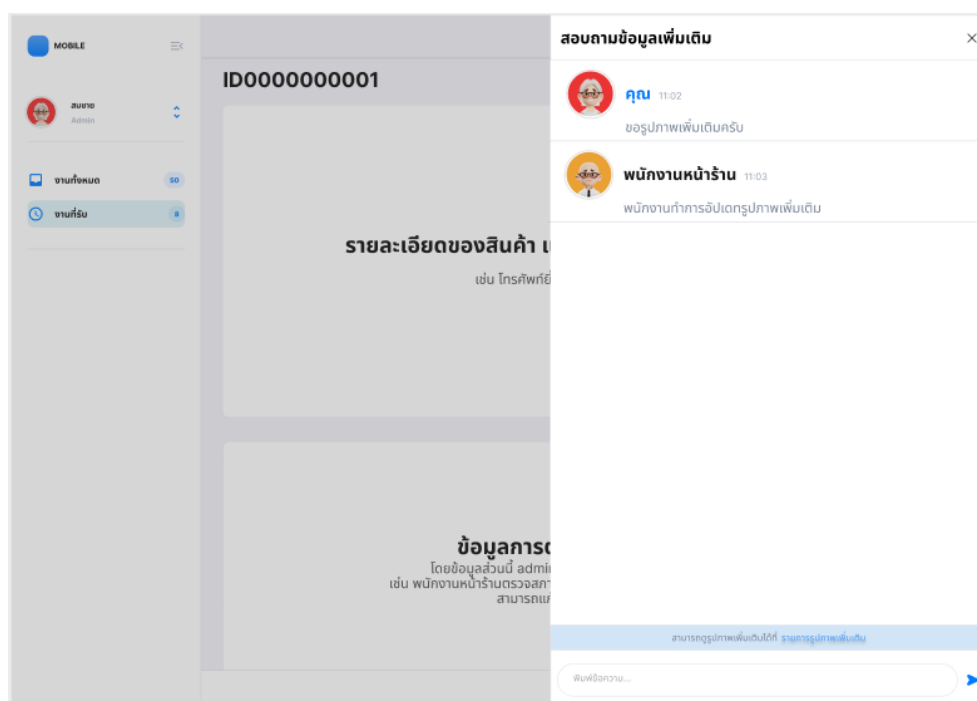 MOBILE
สมชาย
Admin
งานทั้งหมด
50
งานที่รับ
8
ID0000000001
รายละเอียดของสินค้า
เช่น โทรศัพท์
ข้อมูลการ
โดยข้อมูลส่วนนี้ admi
เช่น พนักงานหน้าร้านตรวจสภา
สามารถแก
สอบถามข้อมูลเพิ่มเติม
คุณ 11:02
ขอรูปภาพเพิ่มเติมครับ
พนักงานหน้าร้าน 11:03
พนักงานทำการอัปเดทรูปภาพเพิ่มเติม
สามารถดูรูปภาพเพิ่มเติมได้ที่ รายการรูปภาพเพิ่มเติม
พิมพ์ข้อความ...